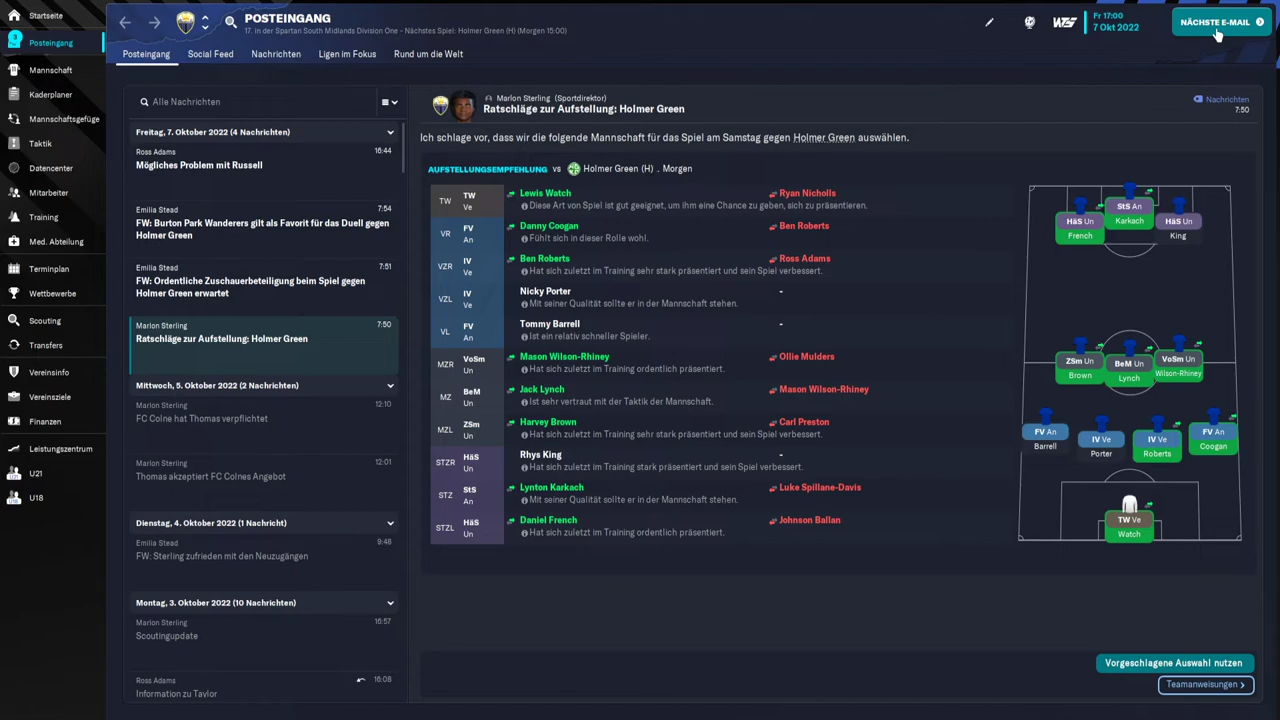 Startseite
Posteingang
3
Mannschaft
Kaderplaner
Mannschaftsgefüge
Taktik
Datencenter
Mitarbeiter
Training
Med. Abteilung
Terminplan
Wettbewerbe
Scouting
Transfers
Vereinsinfo
Vereinsziele
Finanzen
Leistungszentrum
U21
U18
POSTEINGANG
17. in der Spartan South Midlands Division One - Nächstes Spiel: Holmer Green (H) (Morgen 15:00)
Fr 17:00
7 Okt 2022
NÄCHSTE E-MAIL
Posteingang Social Feed Nachrichten Ligen im Fokus Rund um die Welt
Alle Nachrichten
Freitag, 7. Oktober 2022 (4 Nachrichten)
Ross Adams 16:44
Mögliches Problem mit Russell
Emilia Stead 7:54
FW: Burton Park Wanderers gilt als Favorit für das Duell gegen
Holmer Green
Emilia Stead 7:51
FW: Ordentliche Zuschauerbeteiligung beim Spiel gegen
Holmer Green erwartet
Marlon Sterling 7:50
Ratschläge zur Aufstellung: Holmer Green
Mittwoch, 5. Oktober 2022 (2 Nachrichten)
Marlon Sterling 12:10
FC Colne hat Thomas verpflichtet
Marlon Sterling 12:01
Thomas akzeptiert FC Colnes Angebot
Dienstag, 4. Oktober 2022 (1 Nachricht)
Emilia Stead 9:48
FW: Sterling zufrieden mit den Neuzugängen
Montag, 3. Oktober 2022 (10 Nachrichten)
Marlon Sterling 16:57
Scoutingupdate
Ross Adams 16:08
Information zu Taylor
Marlon Sterling (Sportdirektor)
Ratschläge zur Aufstellung: Holmer Green
Nachrichten
7:50
Ich schlage vor, dass wir die folgende Mannschaft für das Spiel am Samstag gegen Holmer Green auswählen.
AUFSTELLUNGSEMPFEHLUNG vs Holmer Green (H) . Morgen
TW TW Ve Lewis Watch Ryan Nicholls
Diese Art von Spiel ist gut geeignet, um ihm eine Chance zu geben, sich zu präsentieren.
VR FV An Danny Coogan Ben Roberts
Fühlt sich in dieser Rolle wohl.
VZR IV Ve Ben Roberts Ross Adams
Hat sich zuletzt im Training sehr stark präsentiert und sein Spiel verbessert.
VZL IV Ve Nicky Porter -
Mit seiner Qualität sollte er in der Mannschaft stehen.
VL FV An Tommy Barrell -
Ist ein relativ schneller Spieler.
MZR VoSm Un Mason Wilson-Rhiney Ollie Mulders
Hat sich zuletzt im Training ordentlich präsentiert.
MZ BeM Un Jack Lynch Mason Wilson-Rhiney
Ist sehr vertraut mit der Taktik der Mannschaft.
MZL ZSm Un Harvey Brown Carl Preston
Hat sich zuletzt im Training sehr stark präsentiert und sein Spiel verbessert.
STZR HäS Un Rhys King -
Hat sich zuletzt im Training stark präsentiert und sein Spiel verbessert.
STZ StS An Lynton Karkach Luke Spillane-Davis
Mit seiner Qualität sollte er in der Mannschaft stehen.
STZL HäS Un Daniel French Johnson Ballan
Hat sich zuletzt im Training ordentlich präsentiert.
StS An
Karkach
HäS Un
French
HäS Un
King
ZSm Un
Brown
BeM Un
Lynch
VoSm Un
Wilson-Rhiney
FV An
Barrell
IV Ve
Porter
IV Ve
Roberts
FV An
Coogan
TW Ve
Watch
Vorgeschlagene Auswahl nutzen
Teamanweisungen